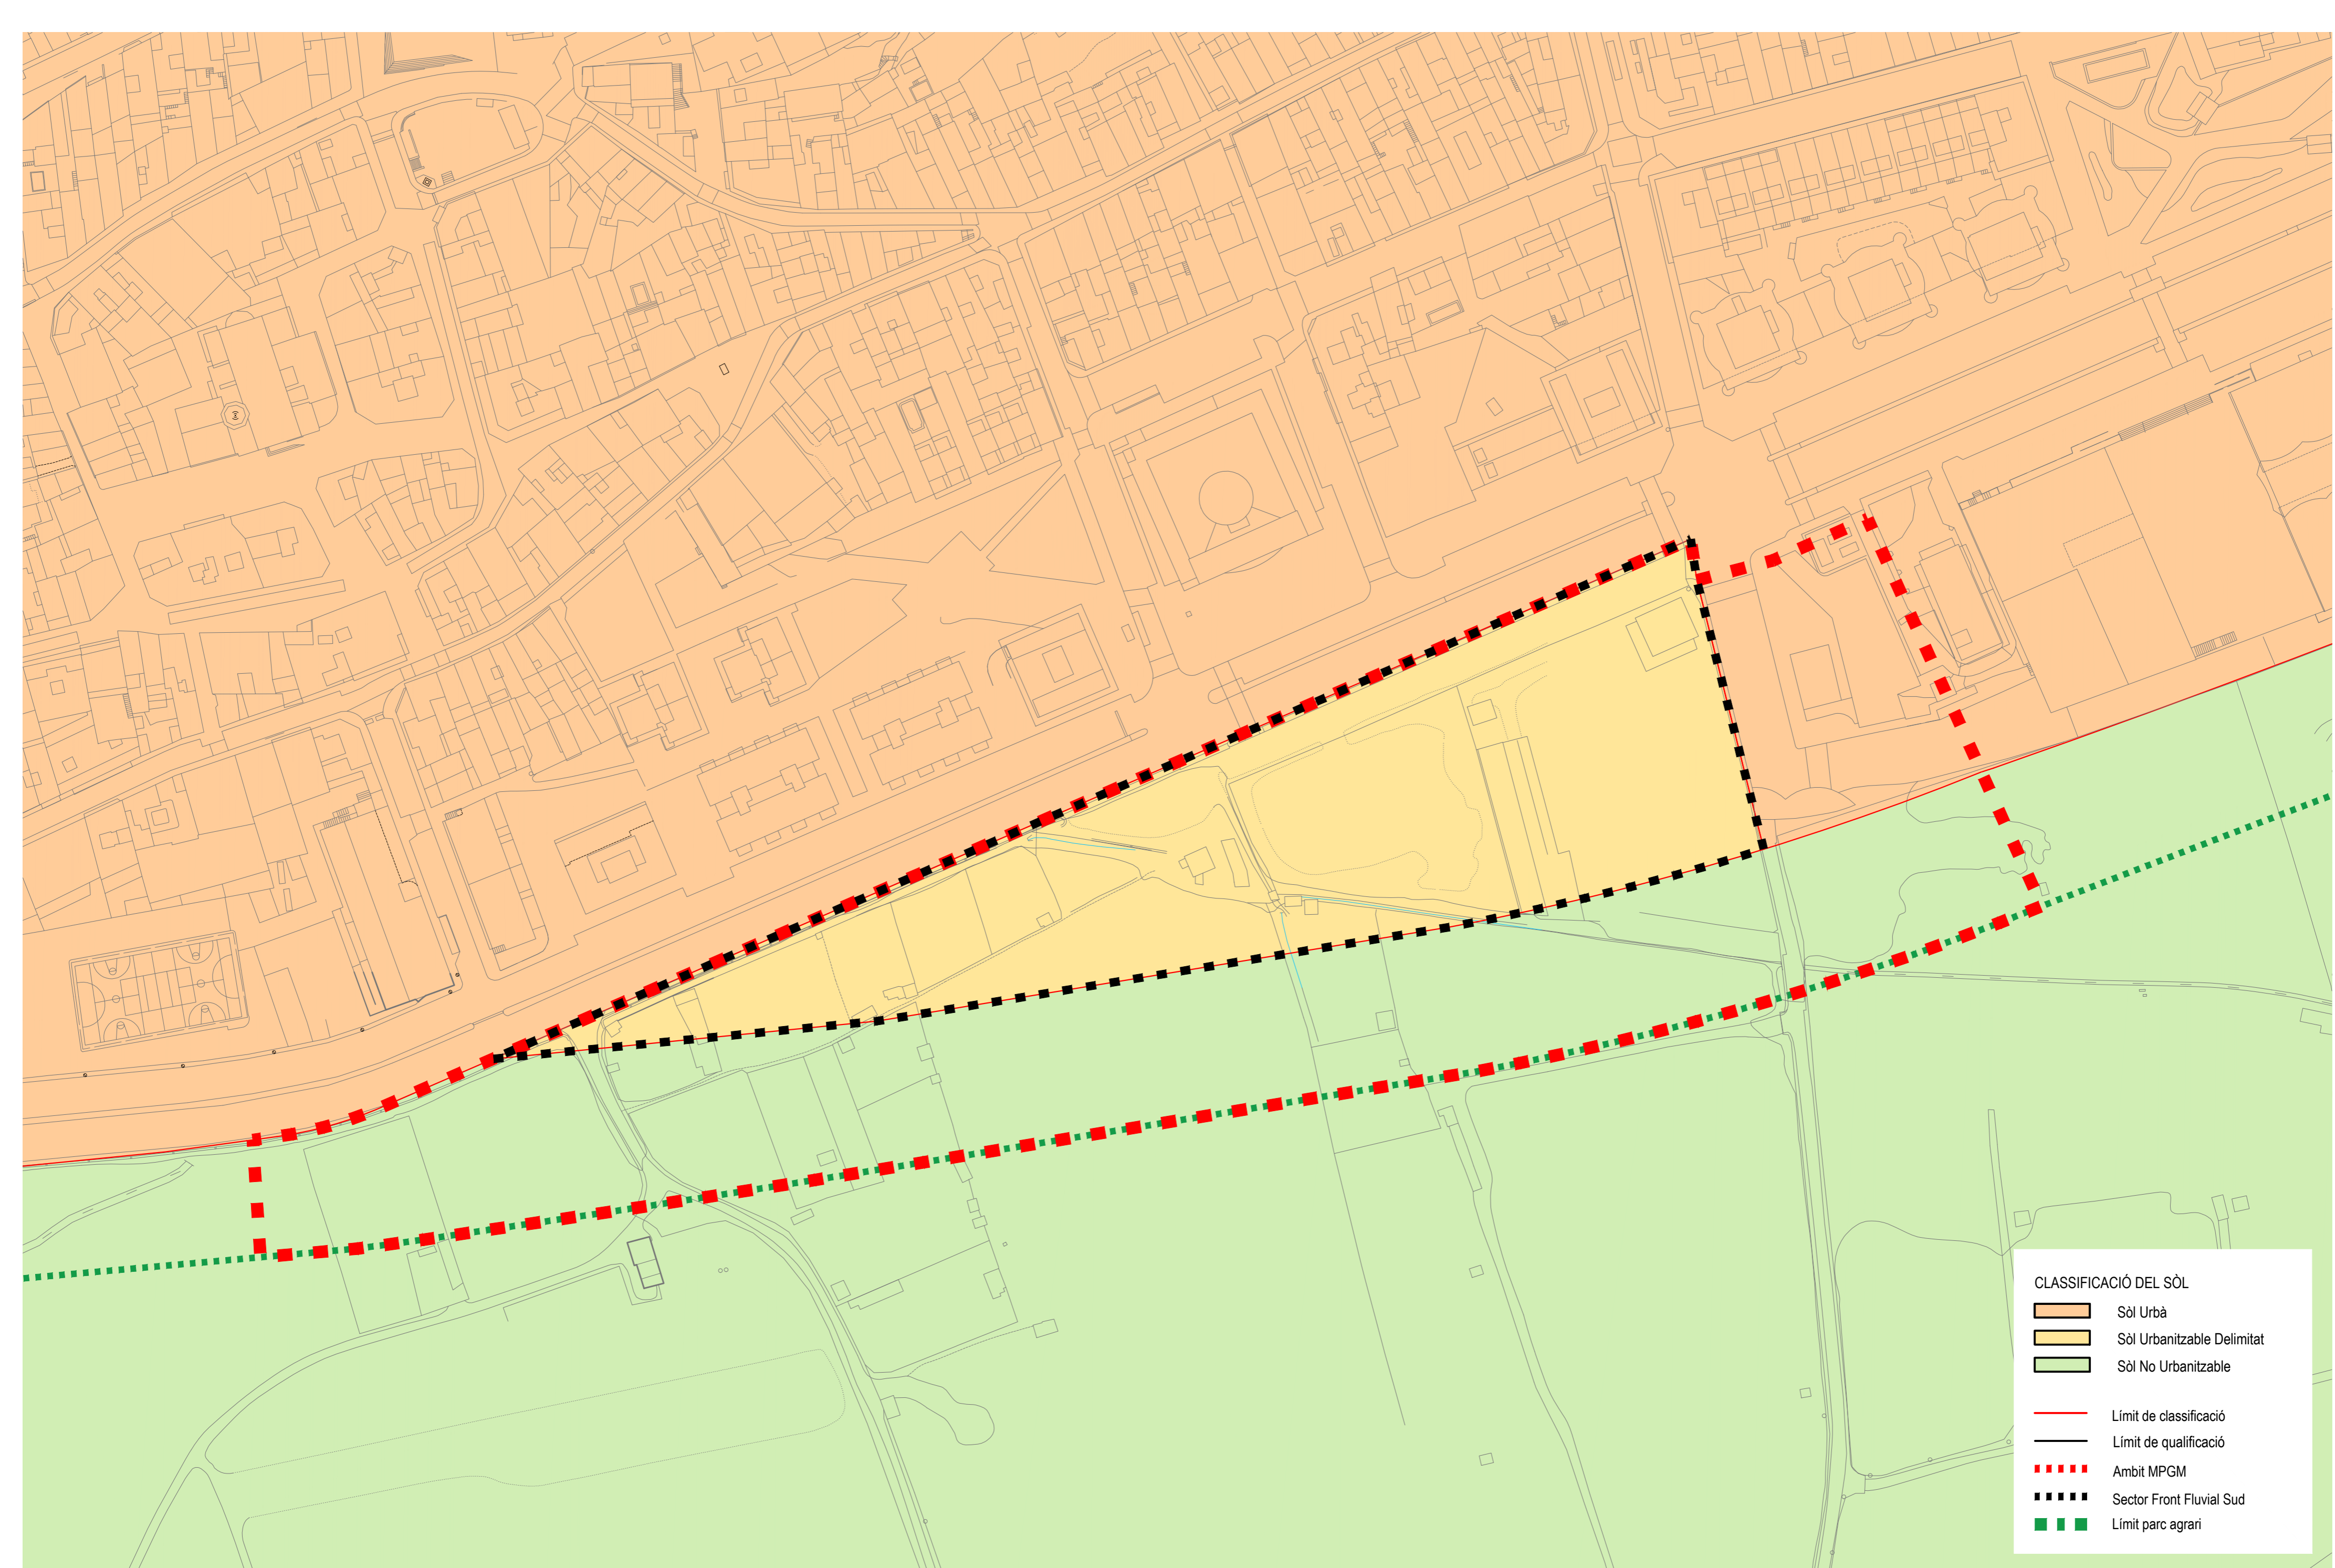 CLASSIFICACIÓ DEL SÒL
Sòl Urbà
Sòl Urbanitzable Delimitat
Sòl No Urbanitzable
Límit de classificació
Límit de qualificació
Ambit MPGM
Sector Front Fluvial Sud
Límit parc agrari